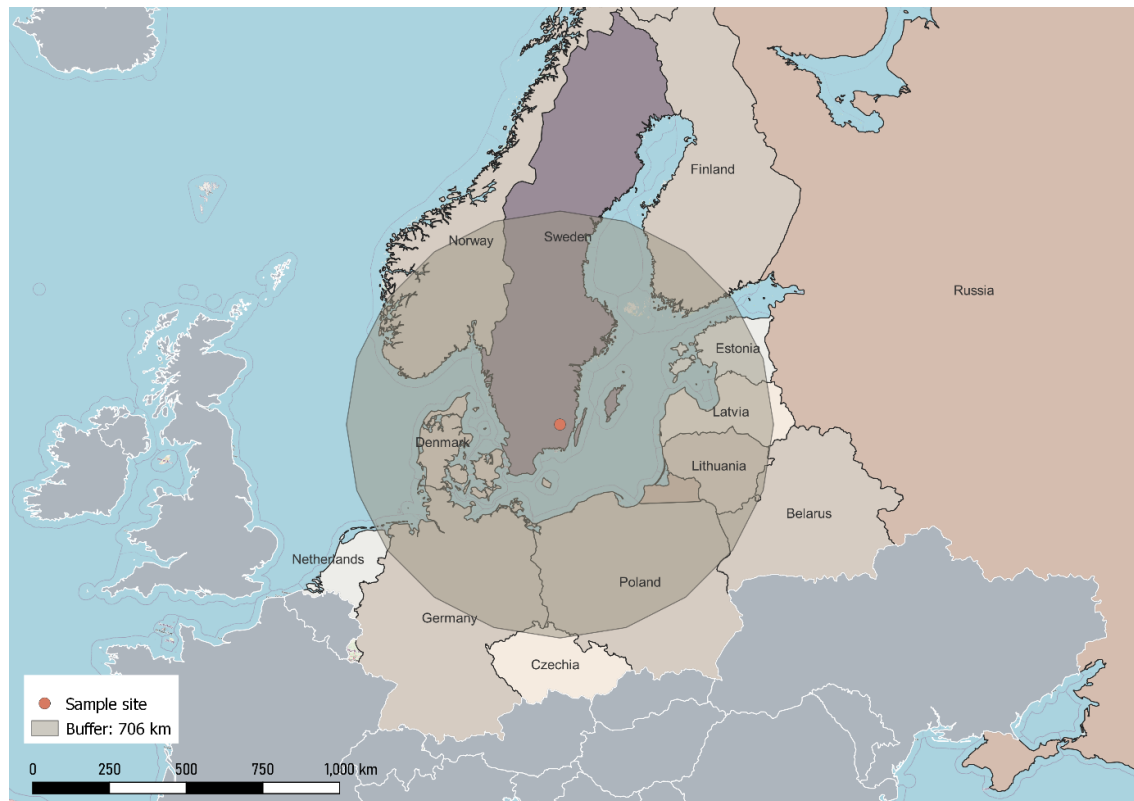 Finland
Norway
Sweden
Russia
Estonia
Latvia
Denmark
Lithuania
Belarus
Netherlands
Poland
Germany
Czechia
Sample site
Buffer: 706 km
0 250 500 750 1,000 km